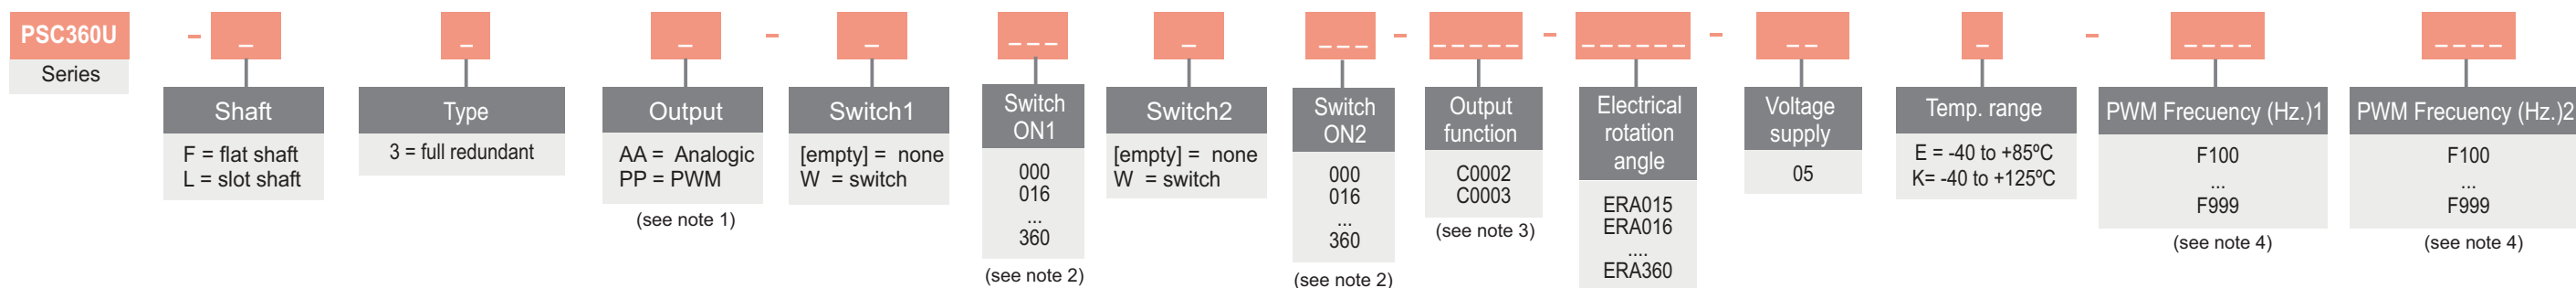 PSC360U - _ _ _ - _ _ _ _ _ _ _ _ - _ _ _ _ _ - _ _ _ _ _ _ - _ _ _ - _ _ _ _ _ _ _ _
Series
Shaft
F = flat shaft
L = slot shaft
Type
3 = full redundant
Output
AA = Analogic
PP = PWM
(see note 1)
Switch1
[empty] = none
W = switch
Switch
ON1
000
016
...
360
(see note 2)
Switch2
[empty] = none
W = switch
Switch
ON2
000
016
...
360
(see note 2)
Output
function
C0002
C0003
(see note 3)
Electrical
rotation
angle
ERA015
ERA016
....
ERA360
Voltage
supply
05
Temp. range
E = -40 to +85ºC
K= -40 to +125ºC
PWM Frecuency (Hz.)1
F100
...
F999
(see note 4)
PWM Frecuency (Hz.)2
F100
...
F999
(see note 4)